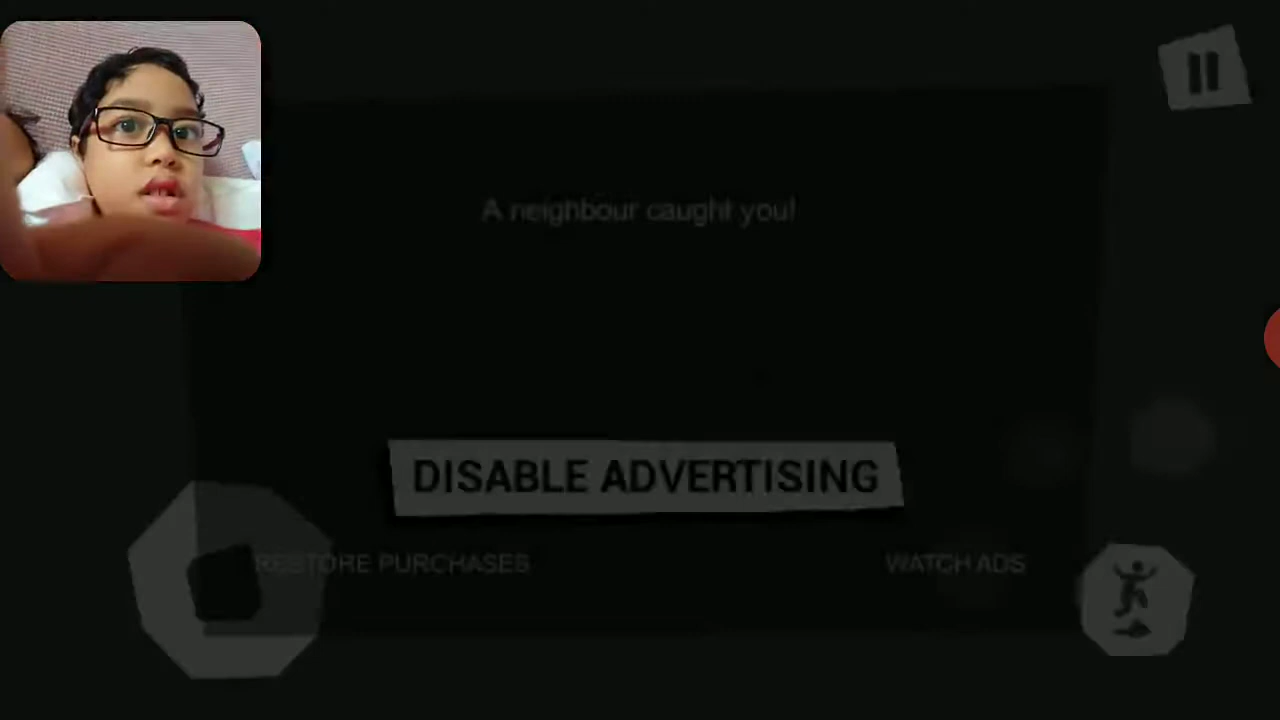 A neighbour caught you!
DISABLE ADVERTISING
RESTORE PURCHASES
WATCH ADS